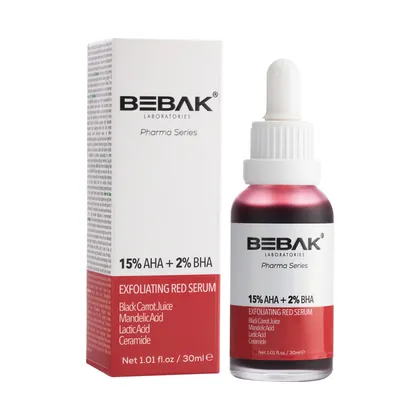 BEBAK®
LABORATORIES
Pharma Series
15% AHA + 2% BHA
EXFOLIATING RED SERUM
Black Carrot Juice
Mandelic Acid
Lactic Acid
Ceramide
Net 1.01 fl.oz / 30ml ℮
BEBAK®
LABORATORIES
Pharma Series
15% AHA + 2% BHA
EXFOLIATING RED SERUM
Black Carrot Juice
Mandelic Acid
Lactic Acid
Ceramide
Net 1.01 fl.oz. / 30ml ℮